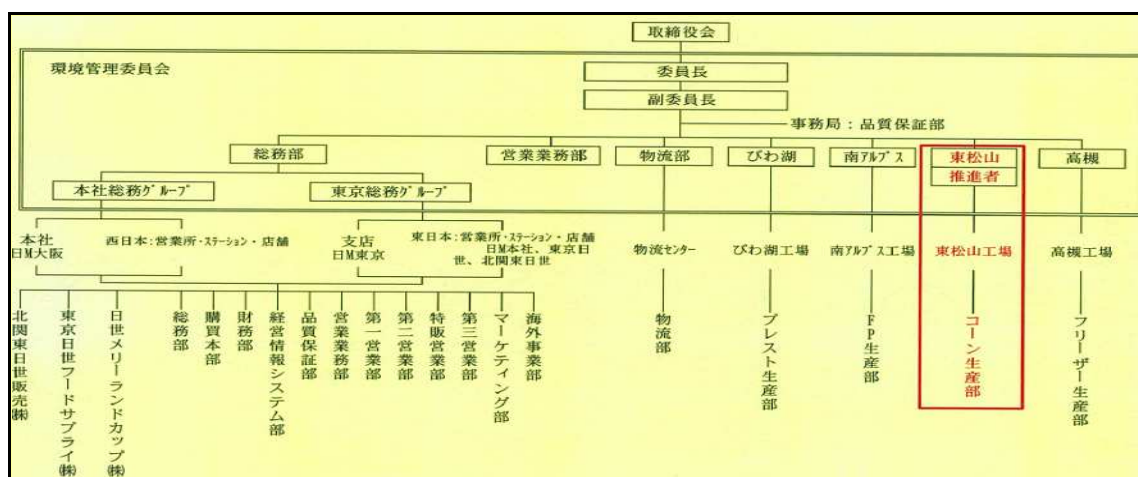 取締役会
環境管理委員会
委員長
副委員長
事務局：品質保証部
総務部
営業業務部
物流部
びわ湖
南アルプス
東松山
推進者
高槻
本社総務グループ
東京総務グループ
本社
日M大阪
西日本：営業所・ステーション・店舗
支店
日M東京
東日本：営業所・ステーション・店舗
日M本社、東京日
世、北関東日世
物流センター
びわ湖工場
南アルプス工場
東松山工場
高槻工場
北関東日世販売㈱
東京日世フードサプライ㈱
日世メリーランドカップ㈱
総務部
購買本部
財務部
経営情報システム部
品質保証部
営業業務部
第一営業部
第二営業部
特販営業部
第三営業部
マーケティング部
海外事業部
物流部
プレスト生産部
FP生産部
コーン生産部
フリーザー生産部